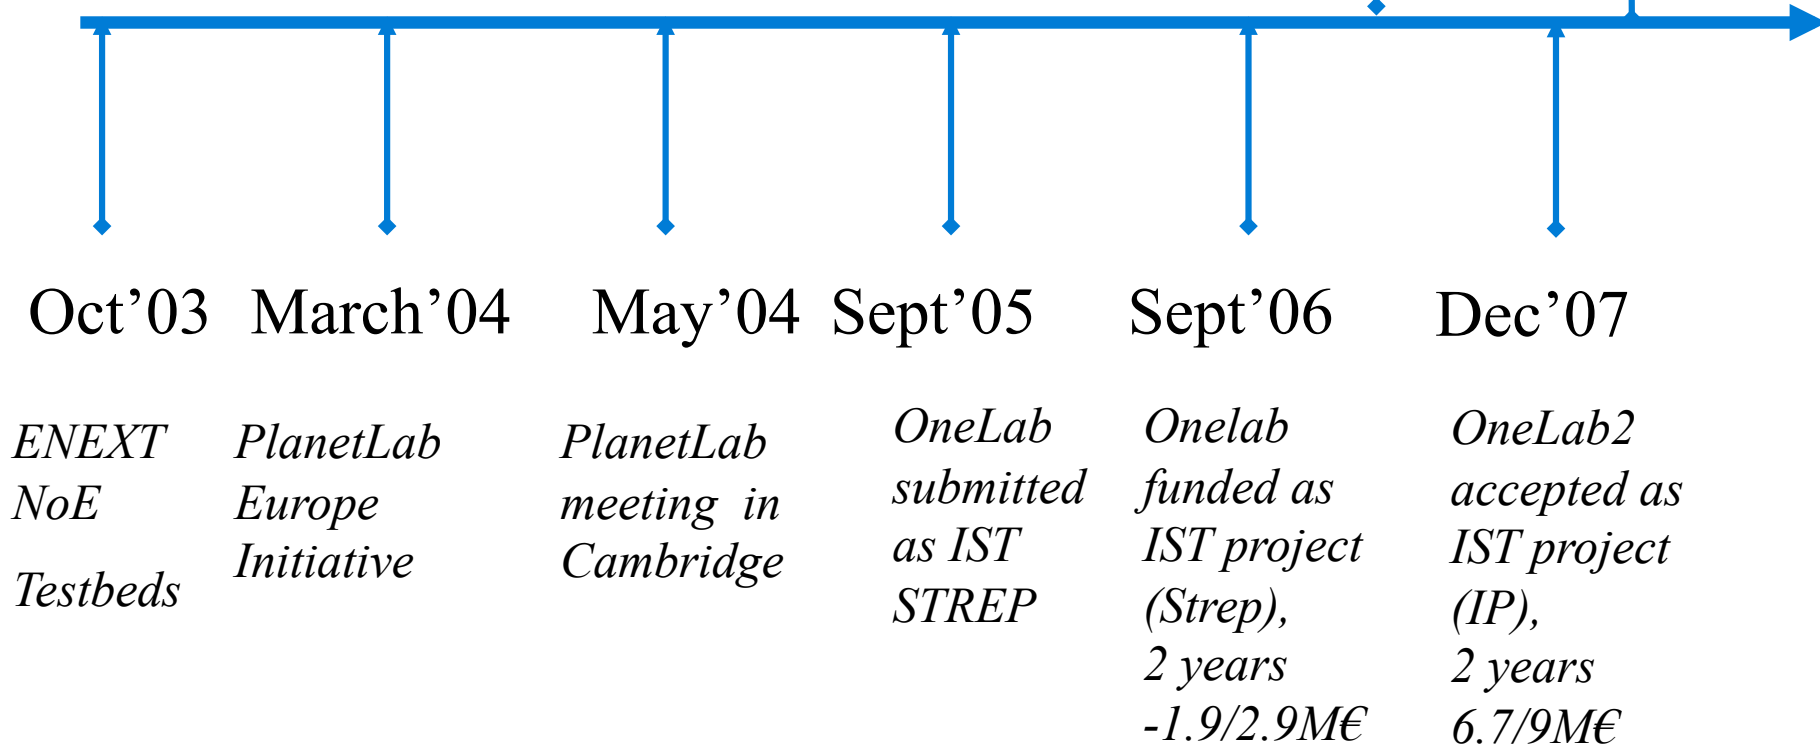 Oct’03 March’04 May’04 Sept’05 Sept’06 Dec’07
ENEXT
NoE
Testbeds
PlanetLab
Europe
Initiative
PlanetLab
meeting in
Cambridge
OneLab
submitted
as IST
STREP
Onelab
funded as
IST project
(Strep),
2 years
-1.9/2.9M€
OneLab2
accepted as
IST project
(IP),
2 years
6.7/9M€